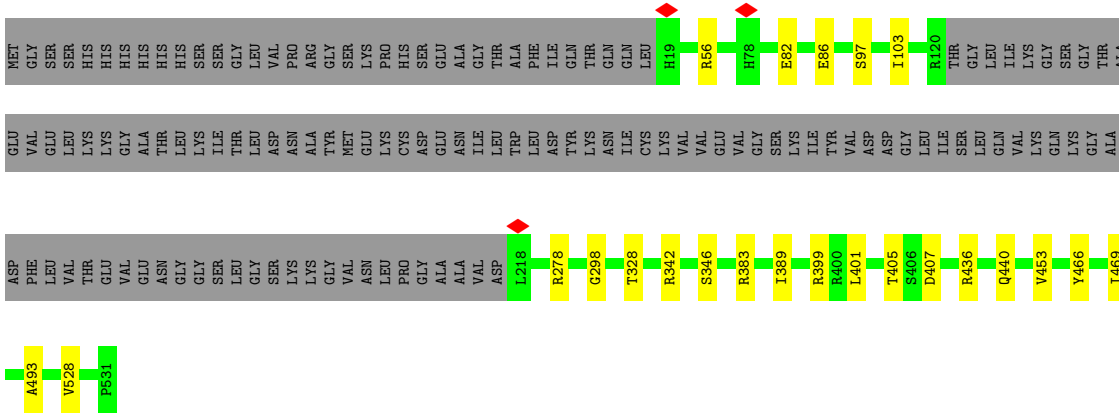 MET GLY SER SER HIS HIS HIS HIS HIS HIS SER SER GLY LEU VAL PRO ARG GLY SER LYS PRO HIS SER GLU ALA GLY THR ALA PHE ILE GLN THR GLN GLN LEU H19 R56 H78 E82 E86 S97 I103 R120 THR GLY LEU ILE LYS GLY SER GLY THR ALA
GLU VAL GLU LEU LYS LYS GLY ALA THR LEU LYS ILE THR LEU ASP ASN ALA TYR MET GLU LYS CYS ASP GLU ASN ILE LEU TRP LEU ASP TYR LYS ASN ILE CYS LYS VAL VAL GLU VAL GLY SER LYS ILE TYR VAL ASP ASP GLY LEU ILE SER LEU GLN VAL LYS GLN LYS GLY ALA
ASP PHE LEU VAL THR GLU VAL GLU ASN GLY GLY SER LEU GLY SER LYS LYS GLY VAL ASN LEU PRO GLY ALA ALA VAL ASP L218 R278 G298 T328 R342 S346 R383 I389 R399 R400 L401 T405 S406 D407 R436 Q440 V453 Y466 I469
A493 V528 P531